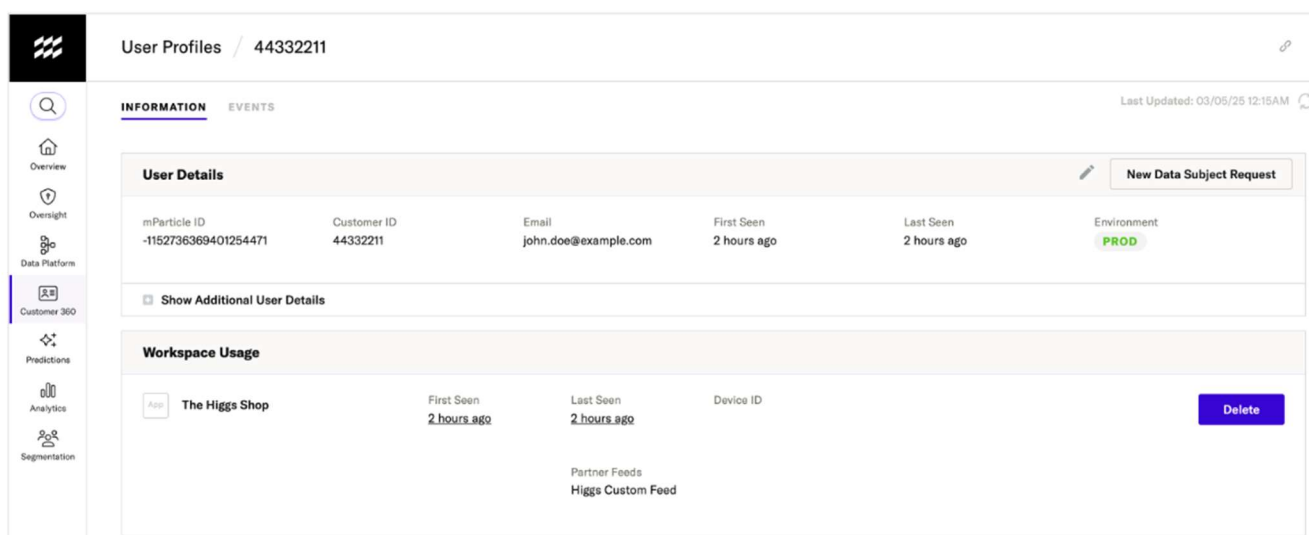 User Profiles / 44332211
INFORMATION EVENTS
Last Updated: 03/05/25 12:15AM
Overview
Oversight
Data Platform
Customer 360
Predictions
Analytics
Segmentation
User Details
New Data Subject Request
mParticle ID Customer ID Email First Seen Last Seen Environment
-1152736369401254471 44332211 john.doe@example.com 2 hours ago 2 hours ago PROD
Show Additional User Details
Workspace Usage
App The Higgs Shop
First Seen Last Seen Device ID
2 hours ago 2 hours ago
Delete
Partner Feeds
Higgs Custom Feed